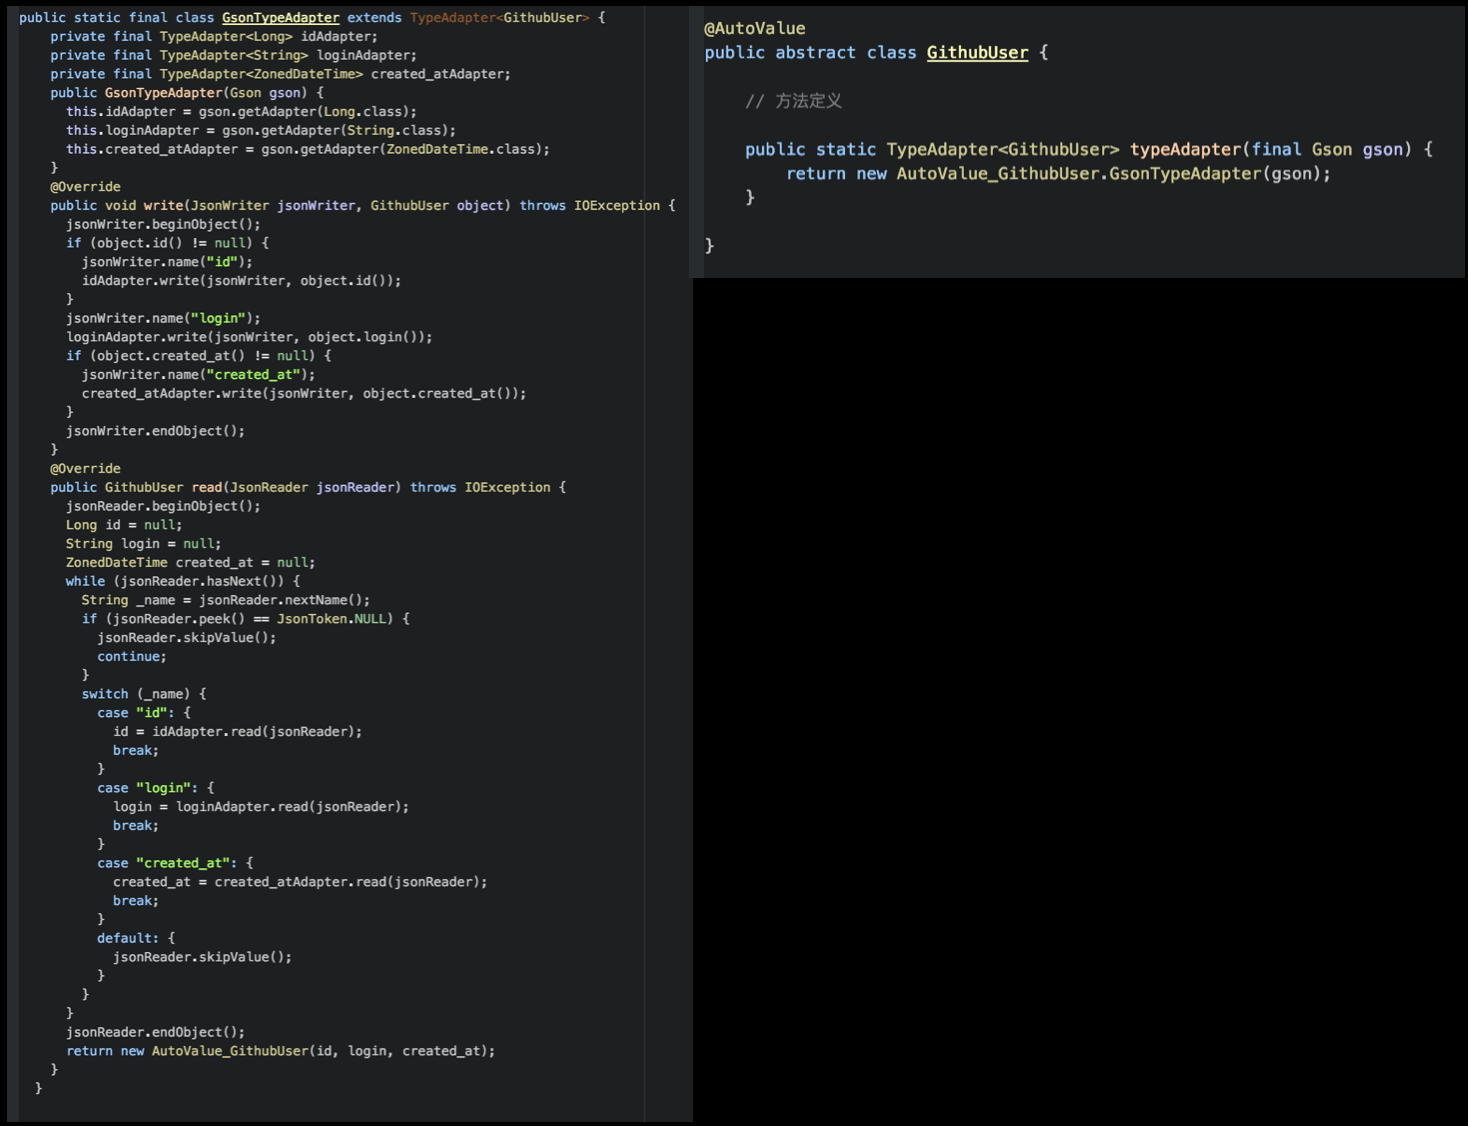 public static final class GsonTypeAdapter extends TypeAdapter<GithubUser> {
    private final TypeAdapter<Long> idAdapter;
    private final TypeAdapter<String> loginAdapter;
    private final TypeAdapter<ZonedDateTime> created_atAdapter;
    public GsonTypeAdapter(Gson gson) {
      this.idAdapter = gson.getAdapter(Long.class);
      this.loginAdapter = gson.getAdapter(String.class);
      this.created_atAdapter = gson.getAdapter(ZonedDateTime.class);
    }
    @Override
    public void write(JsonWriter jsonWriter, GithubUser object) throws IOException {
      jsonWriter.beginObject();
      if (object.id() != null) {
        jsonWriter.name("id");
        idAdapter.write(jsonWriter, object.id());
      }
      jsonWriter.name("login");
      loginAdapter.write(jsonWriter, object.login());
      if (object.created_at() != null) {
        jsonWriter.name("created_at");
        created_atAdapter.write(jsonWriter, object.created_at());
      }
      jsonWriter.endObject();
    }
    @Override
    public GithubUser read(JsonReader jsonReader) throws IOException {
      jsonReader.beginObject();
      Long id = null;
      String login = null;
      ZonedDateTime created_at = null;
      while (jsonReader.hasNext()) {
        String _name = jsonReader.nextName();
        if (jsonReader.peek() == JsonToken.NULL) {
          jsonReader.skipValue();
          continue;
        }
        switch (_name) {
          case "id": {
            id = idAdapter.read(jsonReader);
            break;
          }
          case "login": {
            login = loginAdapter.read(jsonReader);
            break;
          }
          case "created_at": {
            created_at = created_atAdapter.read(jsonReader);
            break;
          }
          default: {
            jsonReader.skipValue();
          }
        }
      }
      jsonReader.endObject();
      return new AutoValue_GithubUser(id, login, created_at);
    }
  }
@AutoValue
public abstract class GithubUser {
    // 方法定义
    public static TypeAdapter<GithubUser> typeAdapter(final Gson gson) {
        return new AutoValue_GithubUser.GsonTypeAdapter(gson);
    }
}